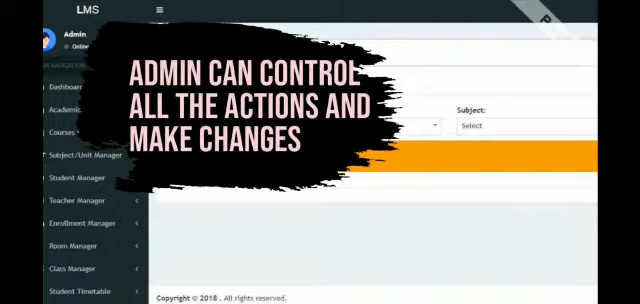 LMS
Admin
Online
ADMIN CAN CONTROL
ALL THE ACTIONS AND
MAKE CHANGES
Dashboar
Academic
Courses
Subject/Unit Manager
Student Manager
Teacher Manager
Enrollment Manager
Room Manager
Class Manager
Student Timetable
Subject:
Select
Copyright © 2018 . All rights reserved.